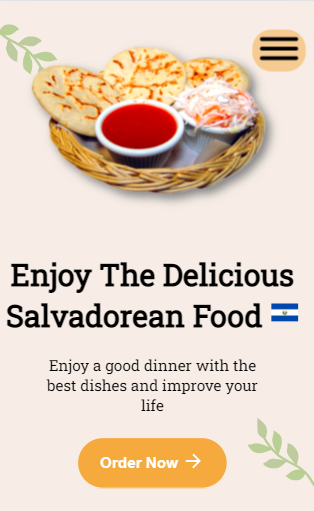 Enjoy The Delicious
Salvadorean Food 🇸🇻
Enjoy a good dinner with the
best dishes and improve your
life
Order Now →